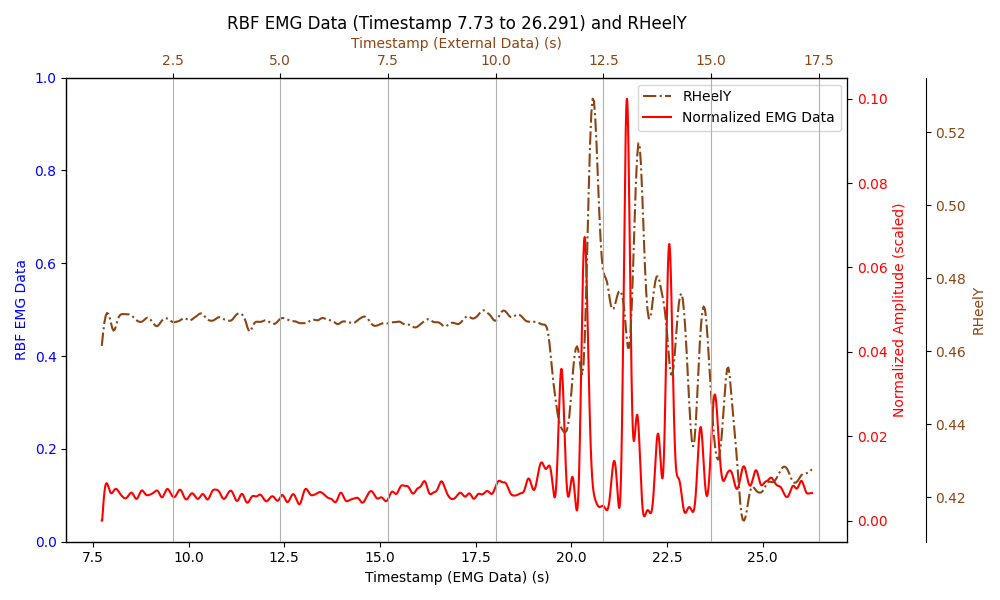 RBF EMG Data (Timestamp 7.73 to 26.291) and RHeelY
Timestamp (External Data) (s)
2.5 5.0 7.5 10.0 12.5 15.0 17.5
RHeelY
Normalized EMG Data
RBF EMG Data
1.0
0.8
0.6
0.4
0.2
0.0
Normalized Amplitude (scaled)
0.10
0.08
0.06
0.04
0.02
0.00
RHeelY
0.52
0.50
0.48
0.46
0.44
0.42
7.5 10.0 12.5 15.0 17.5 20.0 22.5 25.0
Timestamp (EMG Data) (s)